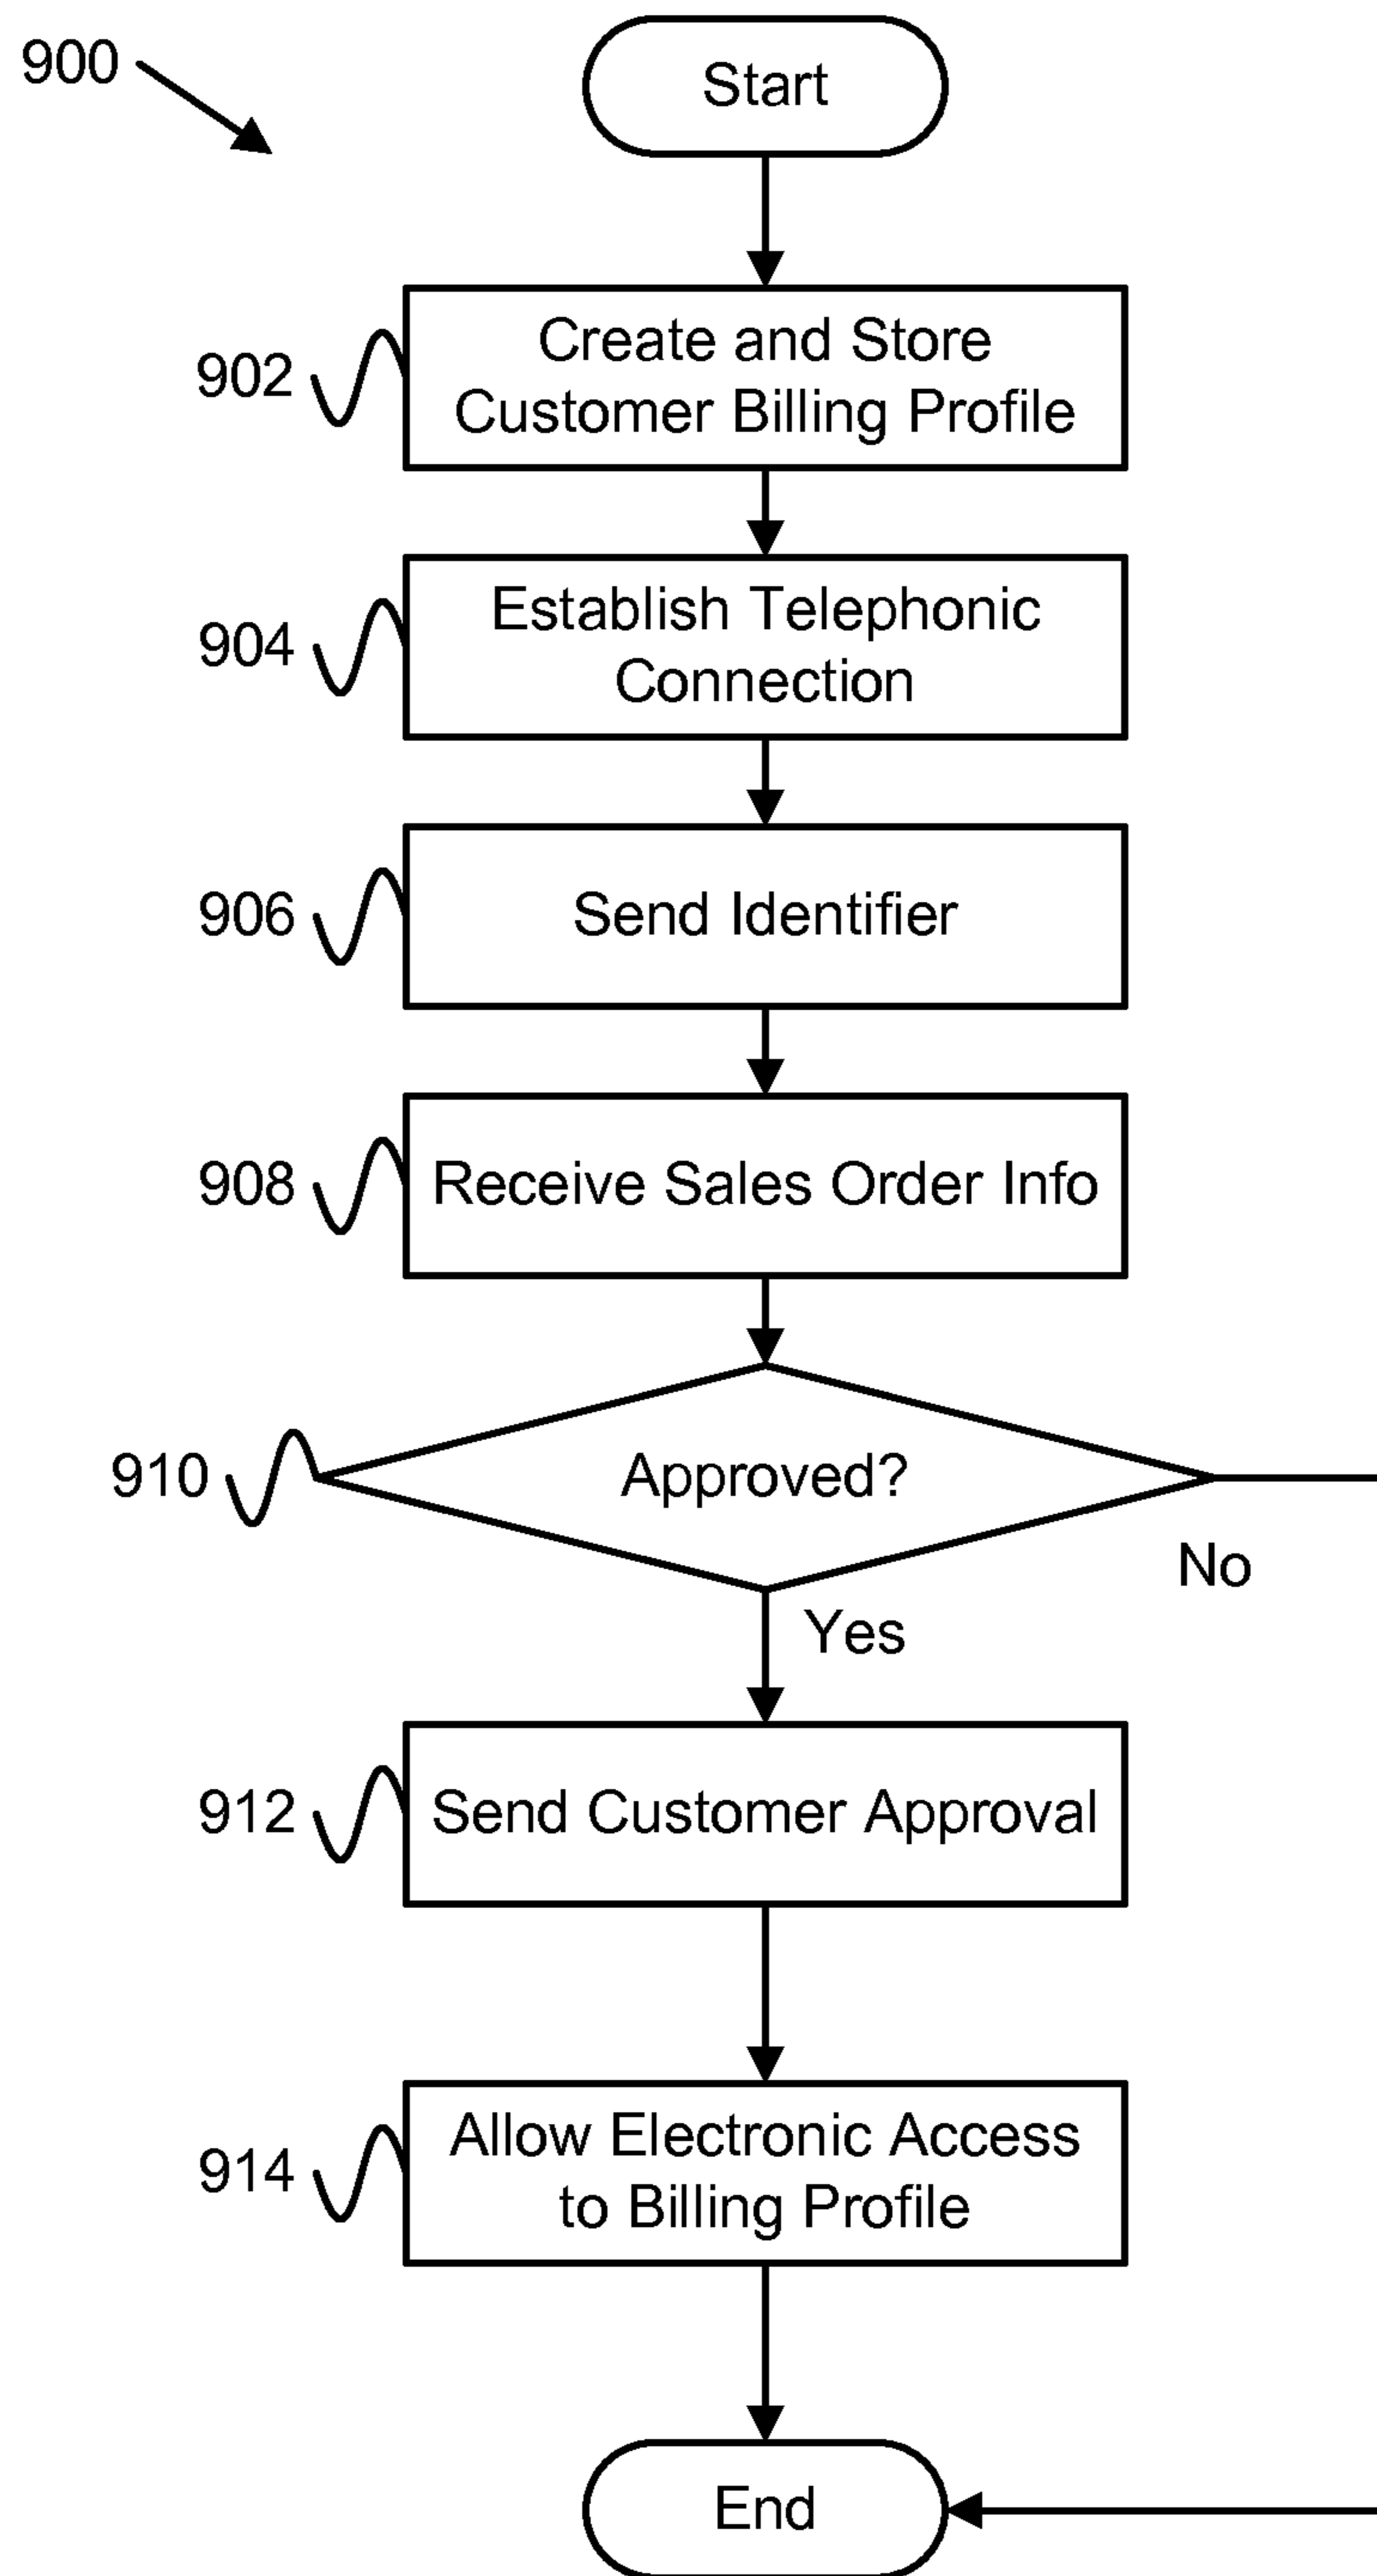 900
Start
902
Create and Store
Customer Billing Profile
904
Establish Telephonic
Connection
906
Send Identifier
908
Receive Sales Order Info
910
Approved?
No
Yes
912
Send Customer Approval
914
Allow Electronic Access
to Billing Profile
End